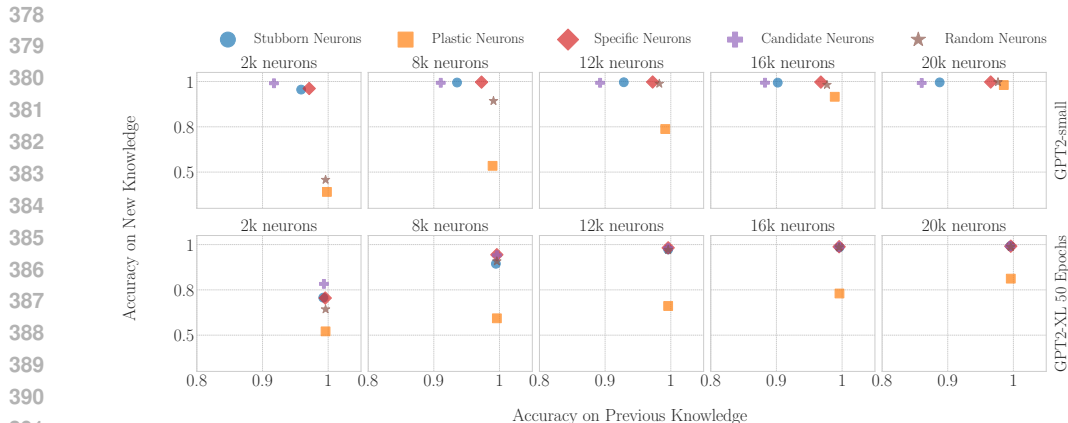 378
379
380
381
382
383
384
385
386
387
388
389
390
Stubborn Neurons Plastic Neurons Specific Neurons Candidate Neurons Random Neurons
2k neurons 8k neurons 12k neurons 16k neurons 20k neurons
1
0.8
0.5
GPT2-small
2k neurons 8k neurons 12k neurons 16k neurons 20k neurons
1
0.8
0.5
GPT2-XL 50 Epochs
0.8 0.9 1 0.8 0.9 1 0.8 0.9 1 0.8 0.9 1 0.8 0.9 1
Accuracy on New Knowledge
Accuracy on Previous Knowledge